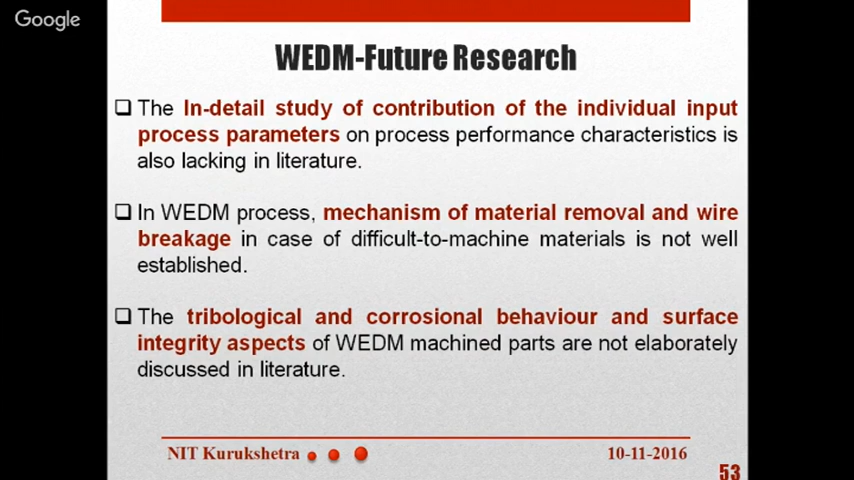 Google
WEDM-Future Research
The In-detail study of contribution of the individual input
process parameters on process performance characteristics is
also lacking in literature.
In WEDM process, mechanism of material removal and wire
breakage in case of difficult-to-machine materials is not well
established.
The tribological and corrosional behaviour and surface
integrity aspects of WEDM machined parts are not elaborately
discussed in literature.
NIT Kurukshetra
10-11-2016
53